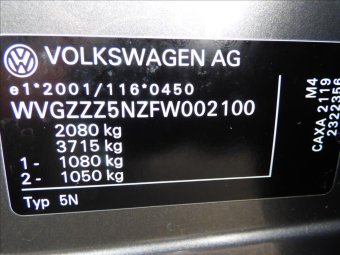 VOLKSWAGEN AG
e1*2001/116*0450
WVGZZZ5NZFW002100
2080 kg
3715 kg
1- 1080 kg
2- 1050 kg
Typ 5N
M4
CAXA 2119
2322356